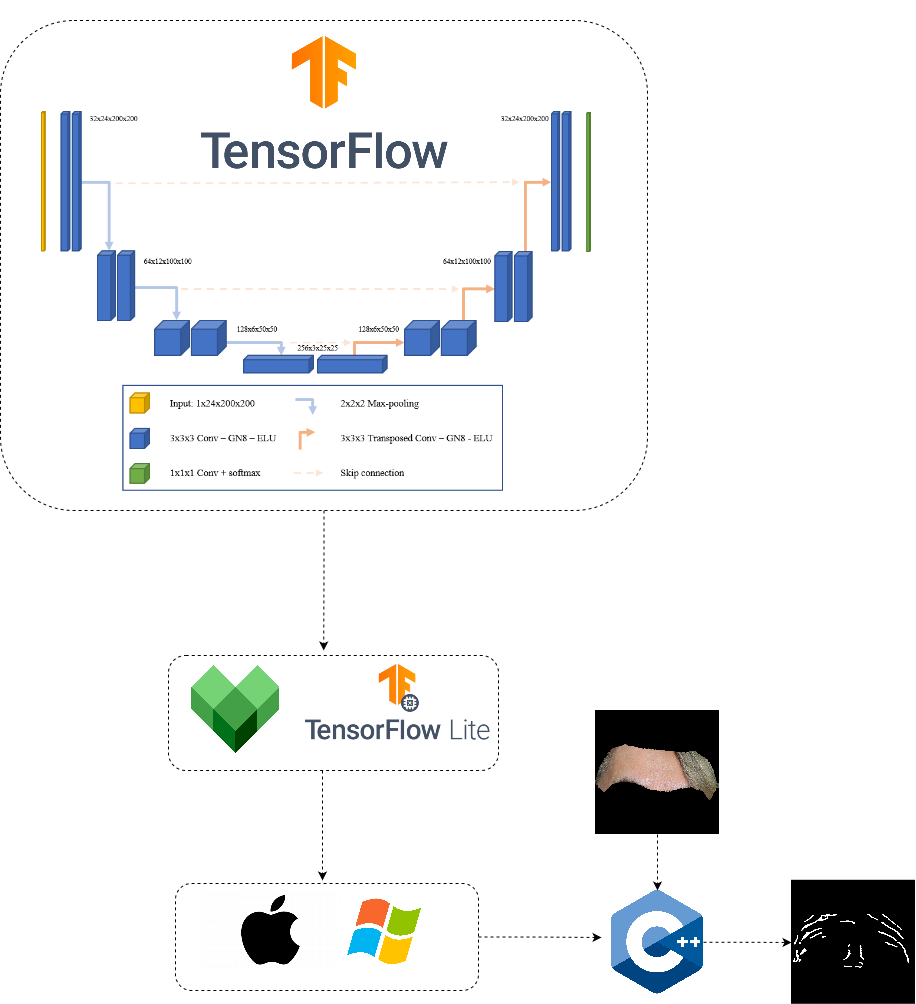 TensorFlow
32x24x200x200
32x24x200x200
64x12x100x100
64x12x100x100
128x6x50x50
128x6x50x50
256x3x25x25
Input: 1x24x200x200
2x2x2 Max-pooling
3x3x3 Conv – GN8 – ELU
3x3x3 Transposed Conv – GN8 - ELU
1x1x1 Conv + softmax
Skip connection
TensorFlow Lite
C++